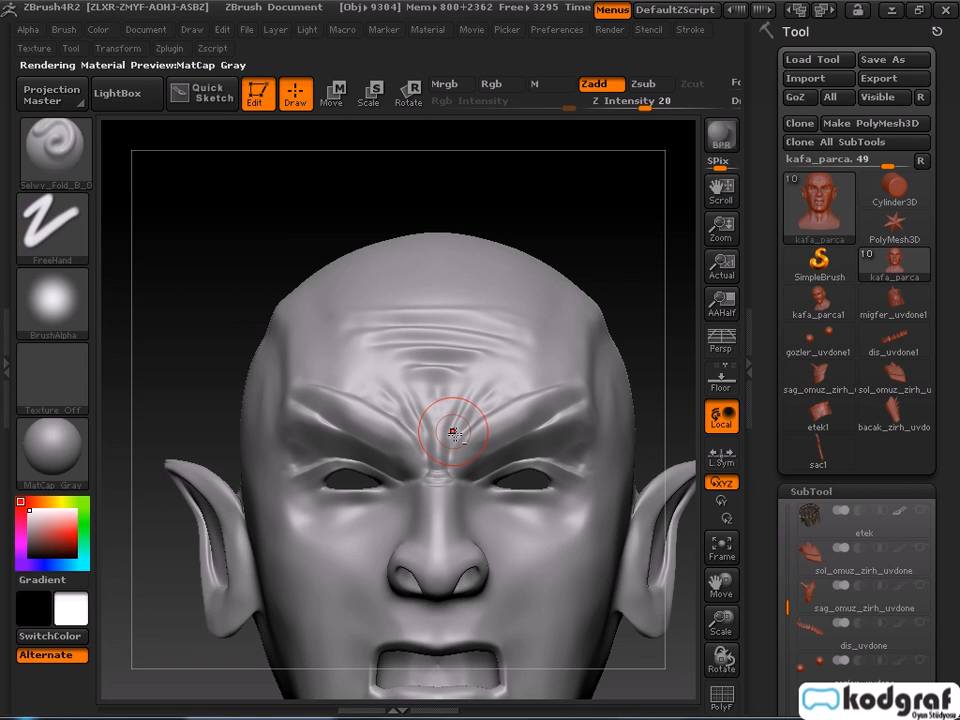 ZBrush4R2 [ZLXR-ZMYF-AOHJ-ASBZ] ZBrush Document [Obj▸ 9304] Mem▸800+2362 Free▸3295 Time Menus DefaultZScript
Alpha Brush Color Document Draw Edit File Layer Light Macro Marker Material Movie Picker Preferences Render Stencil Stroke
Texture Tool Transform Zplugin Zscript
Rendering Material Preview:MatCap Gray
Projection Master
LightBox
Quick Sketch
Edit
Draw
Move
Scale
Rotate
Mrgb Rgb M
Rgb Intensity
Zadd Zsub Zcut
Z Intensity 20
FreeHand
BrushAlpha
Texture Off
MatCap Gray
Gradient
SwitchColor
Alternate
BPR
SPix
Scroll
Zoom
Actual
AAHalf
Persp
Floor
Local
L.Sym
XYZ
Frame
Move
Scale
Rotate
PolyF
Tool
Load Tool Save As
Import Export
GoZ All Visible R
Clone Make PolyMesh3D
Clone All SubTools
kafa_parca. 49 R
10
kafa_parca
Cylinder3D
PolyMesh3D
SimpleBrush
10
kafa_parca
kafa_parca1 migfer_uvdone1
gozler_uvdone1 dis_uvdone1
sag_omuz_zirh_u sol_omuz_zirh_u
etek1 bacak_zirh_uvdo
sac1
SubTool
etek
sol_omuz_zirh_uvdone
sag_omuz_zirh_uvdone
dis_uvdone
kodgraf
Oyun Stüdyosu